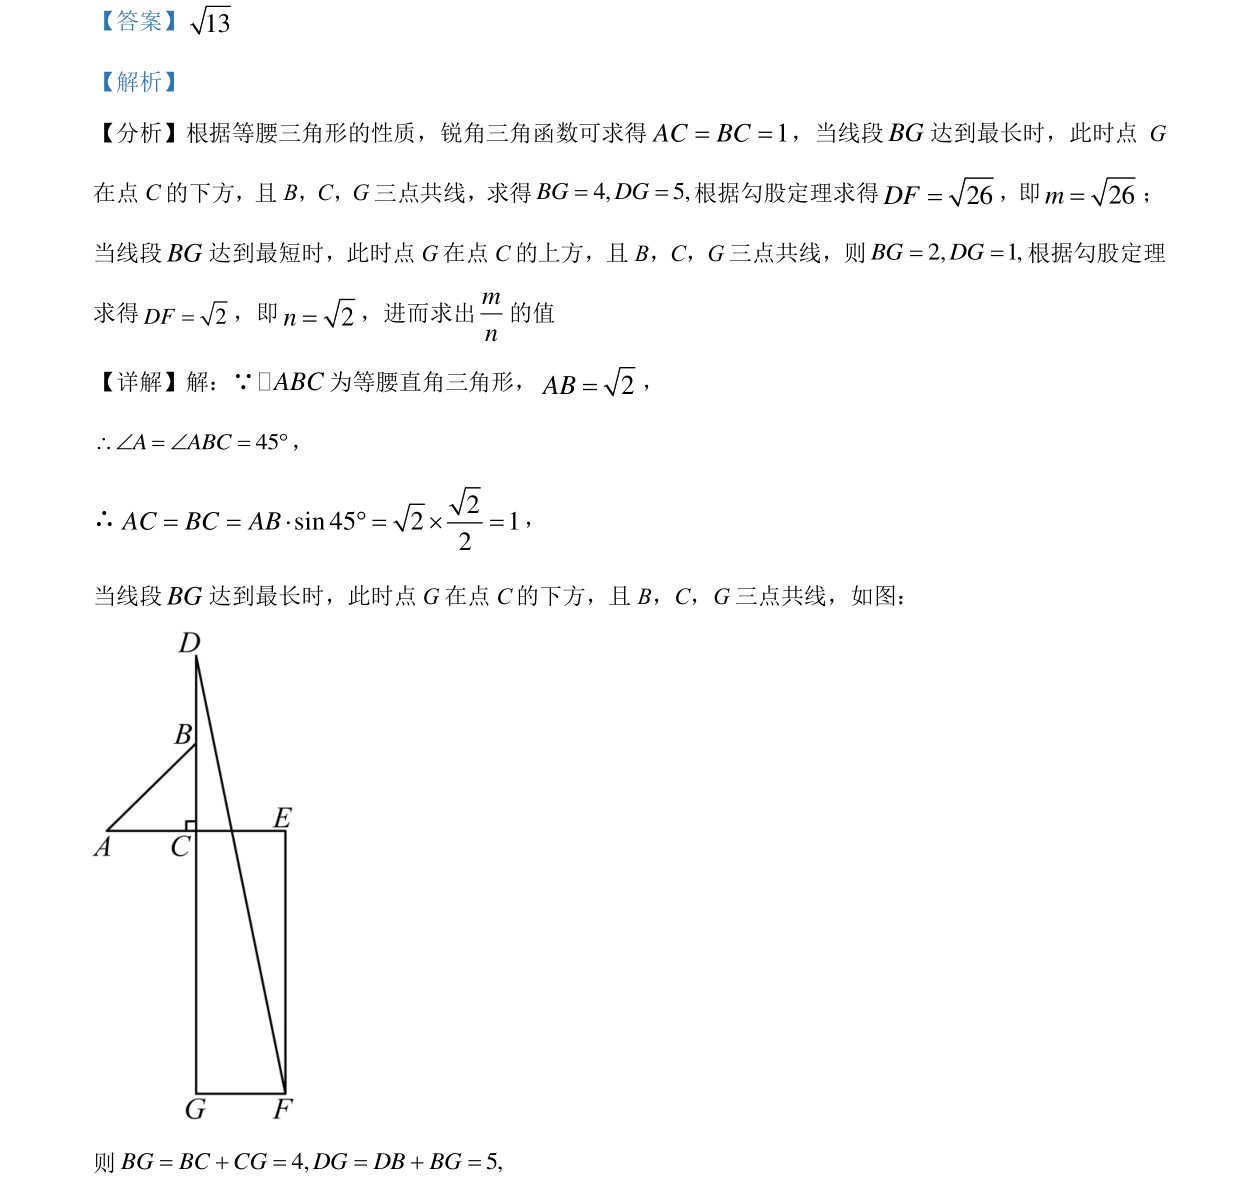 【答案】√13
【解析】
【分析】根据等腰三角形的性质，锐角三角函数可求得 AC = BC = 1，当线段 BG 达到最长时，此时点 G
在点 C 的下方，且 B，C，G 三点共线，求得 BG = 4, DG = 5, 根据勾股定理求得 DF = √26，即 m = √26；
当线段 BG 达到最短时，此时点 G 在点 C 的上方，且 B，C，G 三点共线，则 BG = 2, DG = 1, 根据勾股定理
求得 DF = √2，即 n = √2，进而求出 m/n 的值
【详解】解：∵ □ABC 为等腰直角三角形，AB = √2，
∴∠A = ∠ABC = 45°，
∴ AC = BC = AB·sin 45° = √2 × √2/2 = 1，
当线段 BG 达到最长时，此时点 G 在点 C 的下方，且 B，C，G 三点共线，如图：
D
B
E
A C
G F
则 BG = BC + CG = 4, DG = DB + BG = 5,